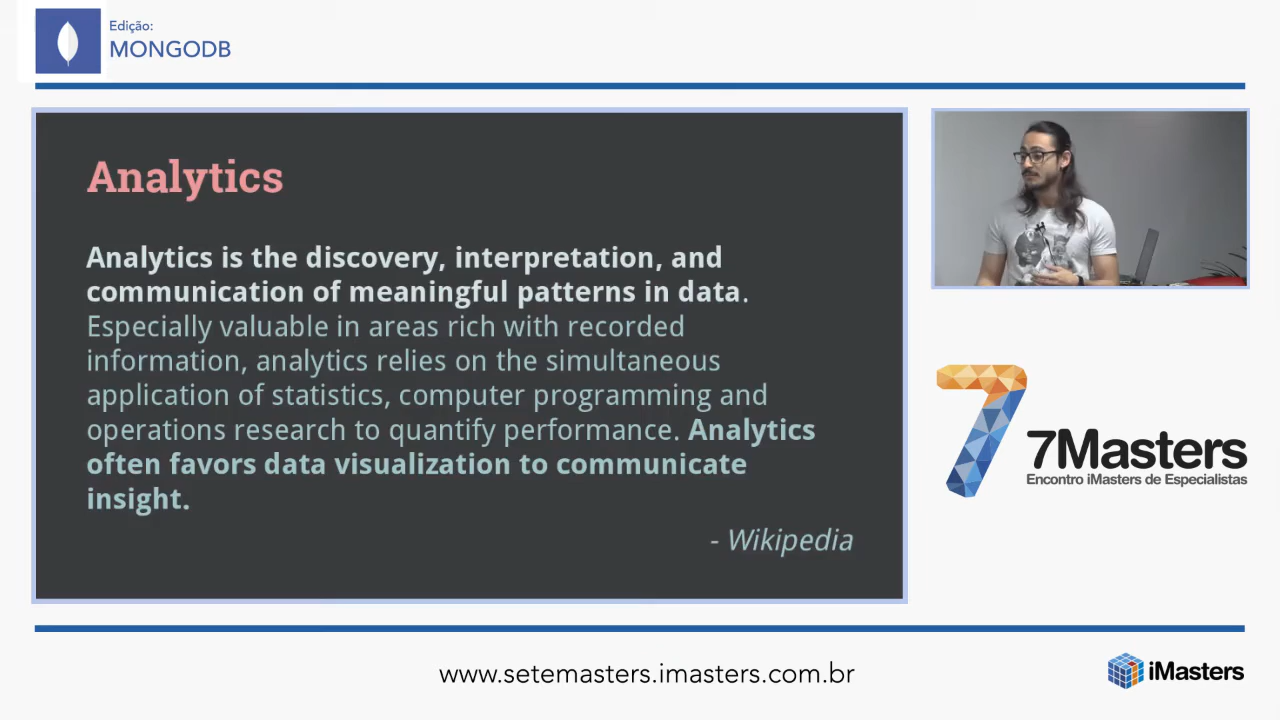 Edição:
MONGODB
Analytics
Analytics is the discovery, interpretation, and
communication of meaningful patterns in data.
Especially valuable in areas rich with recorded
information, analytics relies on the simultaneous
application of statistics, computer programming and
operations research to quantify performance. Analytics
often favors data visualization to communicate
insight.
- Wikipedia
7Masters
Encontro iMasters de Especialistas
www.setemasters.imasters.com.br
iMasters